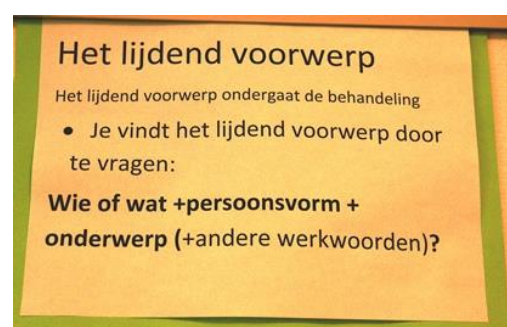 Het lijdend voorwerp
Het lijdend voorwerp ondergaat de behandeling
• Je vindt het lijdend voorwerp door
te vragen:
Wie of wat +persoonsvorm +
onderwerp (+andere werkwoorden)?